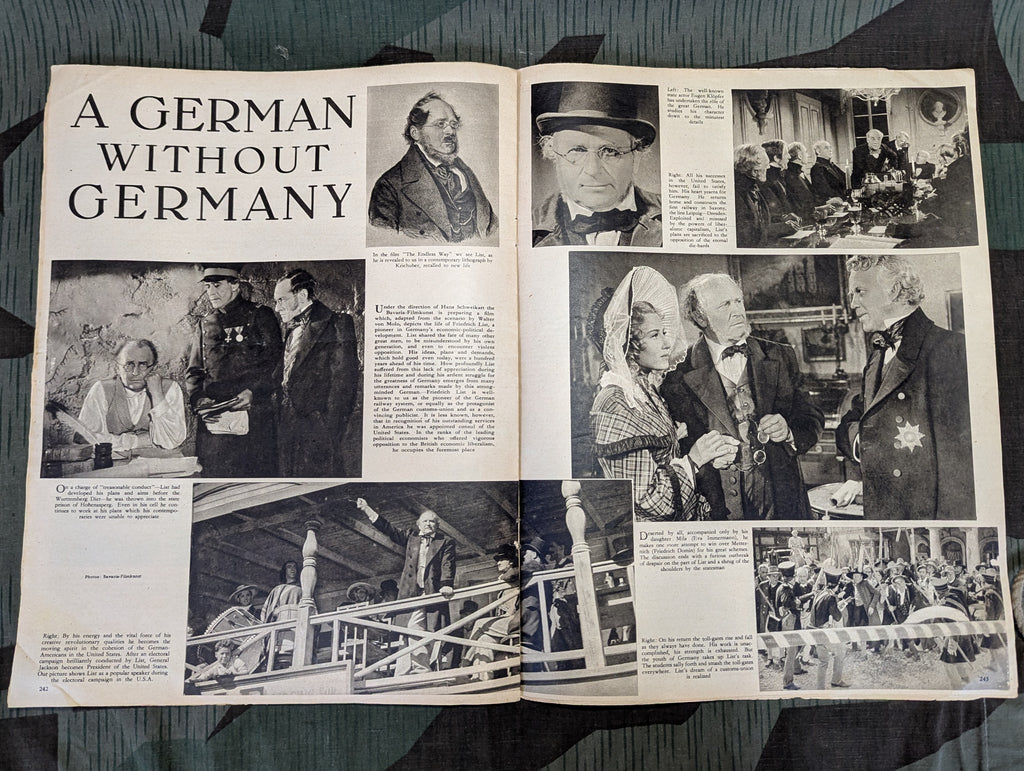 A GERMAN
WITHOUT
GERMANY
In the film "The Endless Way" we see List, as
he is revealed to us in a contemporary lithograph by
Kriehuber, recalled to new life
Under the direction of Hans Schweikart the
Bavaria-Filmkunst is preparing a film
which, adapted from the scenario by Walter
von Molo, depicts the life of Friedrich List, a
pioneer in Germany's economic-political de-
velopment. List shared the fate of many other
great men, to be misunderstood by his own
generation, and even to encounter violent
opposition. His ideas, plans and demands,
which hold good even today, were a hundred
years ahead of his time. How profoundly List
suffered from this lack of appreciation during
his lifetime and during his ardent struggle for
the greatness of Germany emerges from many
utterances and remarks made by this strong-
minded German.—Friedrich List is well-
known to us as the pioneer of the German
railway system, or equally as the protagonist
of the German customs-union and as a con-
vincing publicist. It is less known, however,
that in recognition of his outstanding services
in America he was appointed consul of the
United States. In the ranks of the leading
political economists who offered vigorous
opposition to the British economic liberalism,
he occupies the foremost place
On a charge of "treasonable conduct"—List had
developed his plans and aims before the
Wurttemberg Diet—he was thrown into the state
prison of Hohenasperg. Even in his cell he con-
tinues to work at his plans which his contempo-
raries were unable to appreciate
Photos: Bavaria-Filmkunst
Right: By his energy and the vital force of his
creative revolutionary qualities he becomes the
moving spirit in the cohesion of the German-
Americans in the United States. After an electoral
campaign brilliantly conducted by List, General
Jackson becomes President of the United States.
Our picture shows List as a popular speaker during
the electoral campaign in the U.S.A.
242
Left: The well-known
state actor Eugen Klöpfer
has undertaken the rôle of
the great German. He
studies his character
down to the minutest
details
Right: All his successes
in the United States,
however, fail to satisfy
him. His heart yearns for
Germany. He returns
home and constructs the
first railway in Saxony,
the line Leipzig—Dresden.
Exploited and misused
by the powers of liber-
alistic capitalism, List's
plans are sacrificed to the
opposition of the eternal
die-hards
Deserted by all, accompanied only by his
daughter Mila (Eva Immermann), he
makes one more attempt to win over Metter-
nich (Friedrich Domin) for his great schemes.
The discussion ends with a furious outbreak
of despair on the part of List and a shrug of the
shoulders by the statesman
Right: On his return the toll-gates rise and fall
as they always have done. His work is unac-
complished, his strength is exhausted. But
the youth of Germany takes up List's task.
The students sally forth and smash the toll-gates
everywhere. List's dream of a customs-union
is realized
243